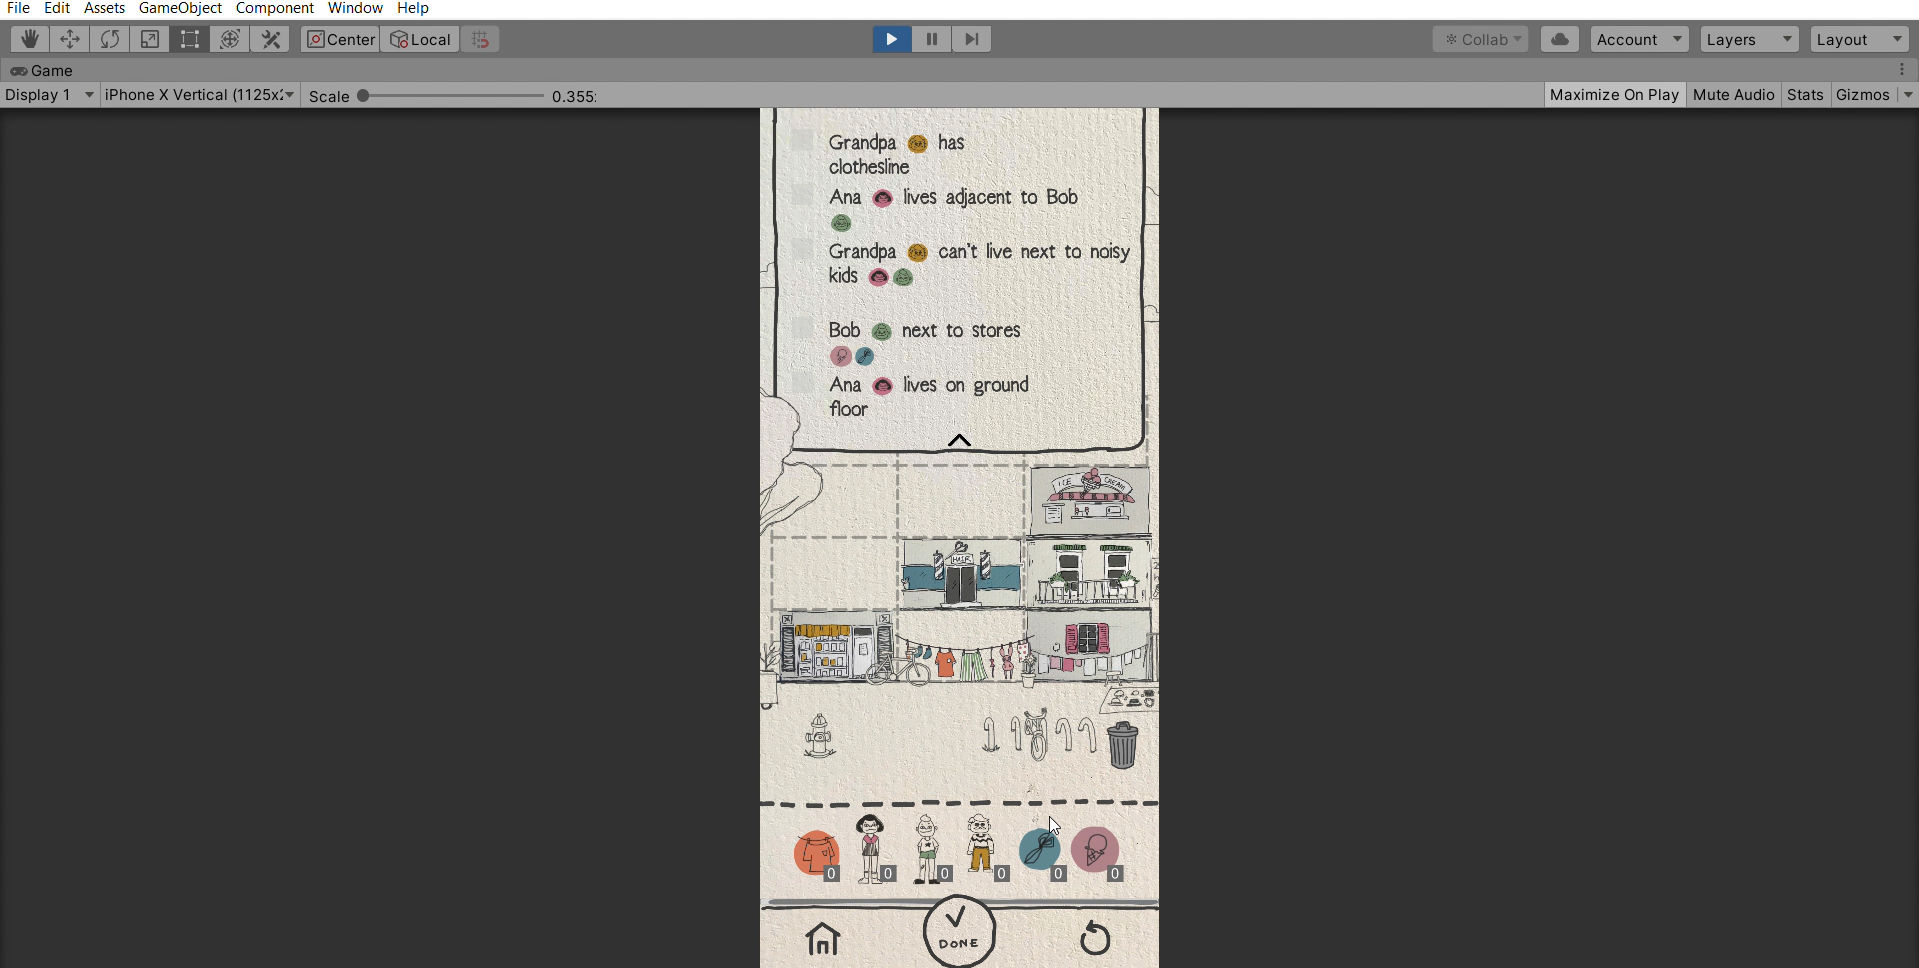 File Edit Assets GameObject Component Window Help
Center Local Collab Account Layers Layout
Game
Display 1 iPhone X Vertical (1125x Scale 0.355 Maximize On Play Mute Audio Stats Gizmos
Grandpa has
clothesline
Ana lives adjacent to Bob
Grandpa can't live next to noisy
kids
Bob next to stores
Ana lives on ground
floor
ICE CREAM
HAIR
0 0 0 0 0 0
DONE